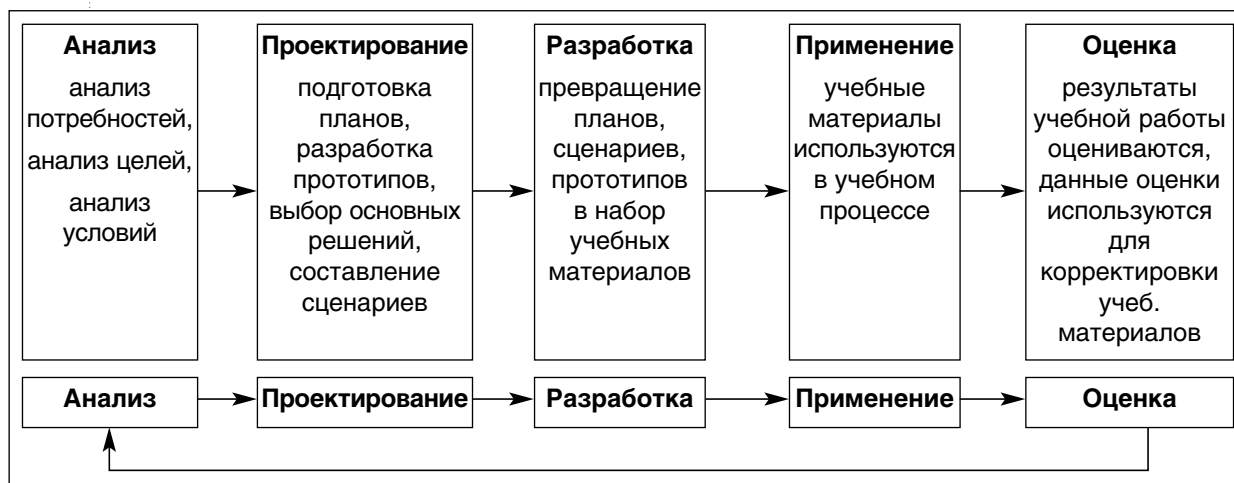 Анализ
анализ
потребностей,
анализ целей,
анализ
условий
Проектирование
подготовка
планов,
разработка
прототипов,
выбор основных
решений,
составление
сценариев
Разработка
превращение
планов,
сценариев,
прототипов
в набор
учебных
материалов
Применение
учебные
материалы
используются
в учебном
процессе
Оценка
результаты
учебной работы
оцениваются,
данные оценки
используются
для
корректировки
учеб.
материалов
Анализ
Проектирование
Разработка
Применение
Оценка